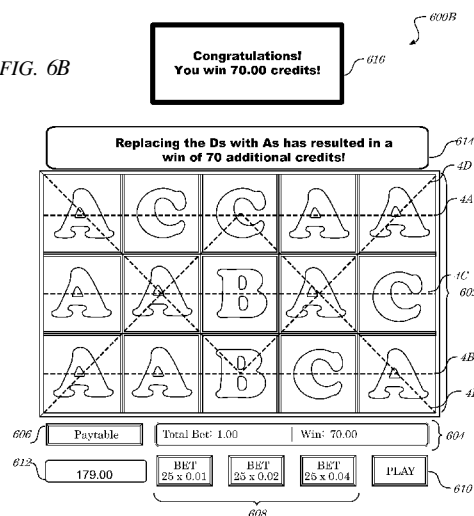 600B
Congratulations!
You win 70.00 credits!
616
FIG. 6B
Replacing the Ds with As has resulted in a
win of 70 additional credits!
614
4D
4A
A C C A A
4C
602
A A B A C
4B
A A B C A
606
Paytable
Total Bet: 1.00
Win: 70.00
604
612
179.00
BET
25 x 0.01
BET
25 x 0.02
BET
25 x 0.04
PLAY
610
608